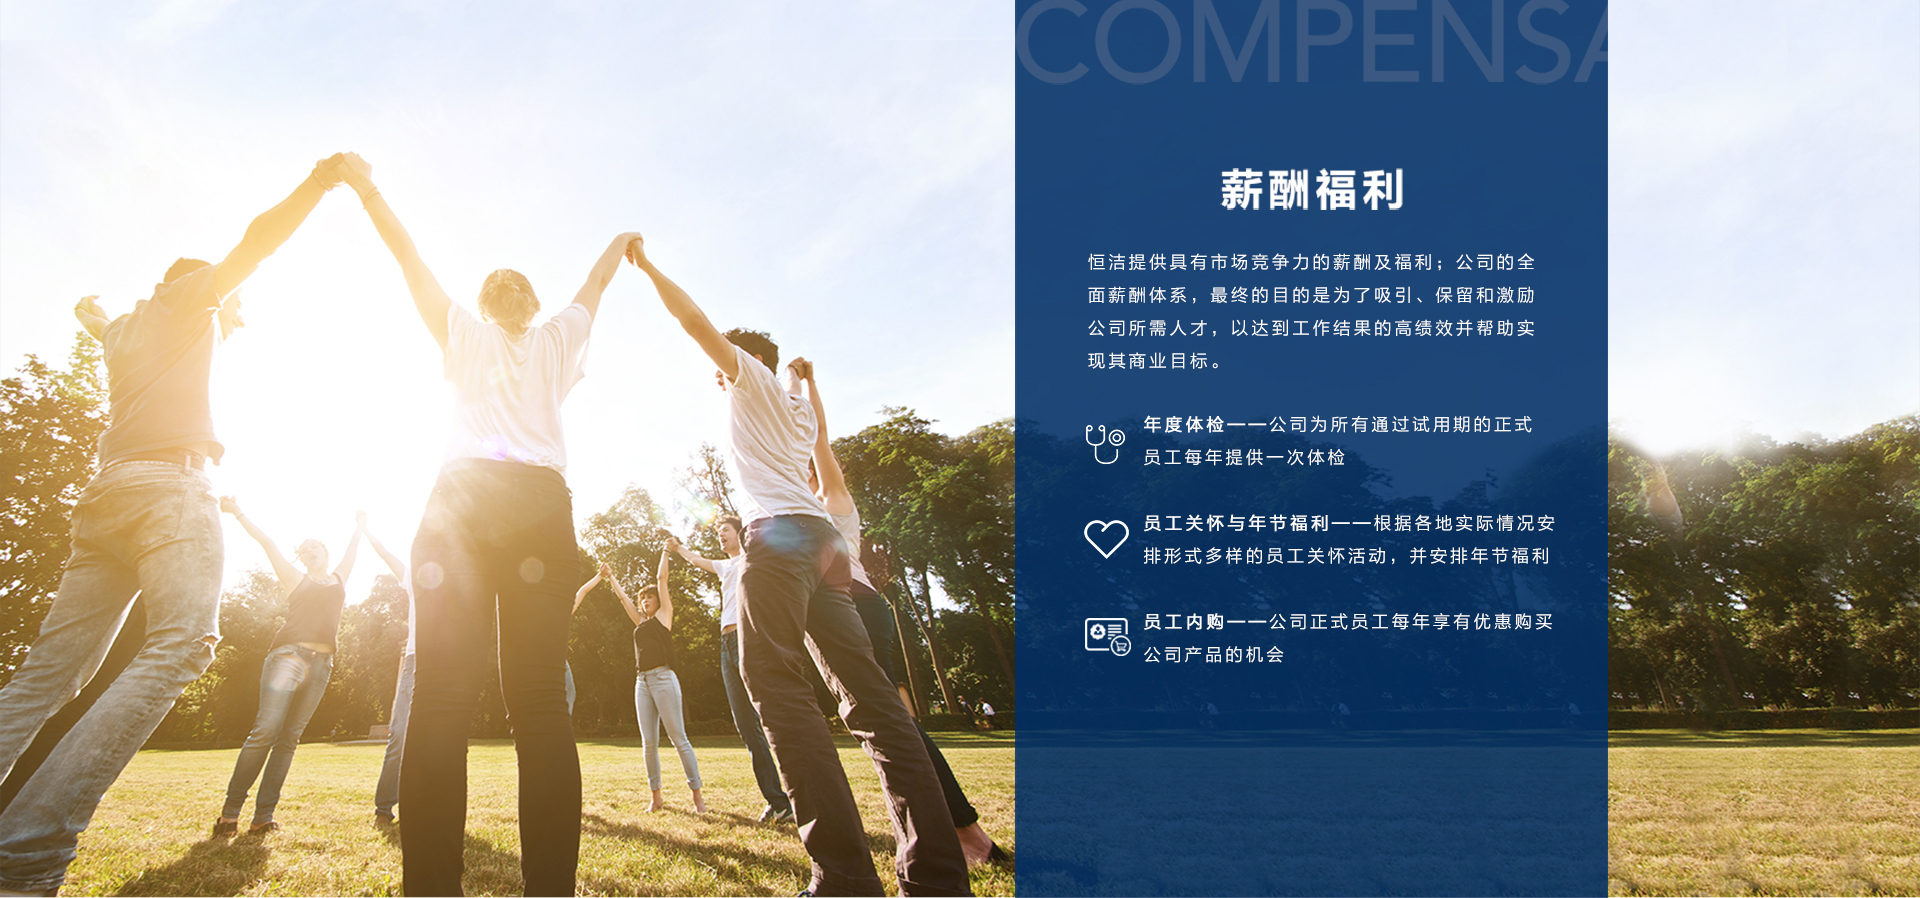 COMPENSA
薪酬福利
恒洁提供具有市场竞争力的薪酬及福利；公司的全
面薪酬体系，最终的目的是为了吸引、保留和激励
公司所需人才，以达到工作结果的高绩效并帮助实
现其商业目标。
年度体检——公司为所有通过试用期的正式
员工每年提供一次体检
员工关怀与年节福利——根据各地实际情况安
排形式多样的员工关怀活动，并安排年节福利
员工内购——公司正式员工每年享有优惠购买
公司产品的机会